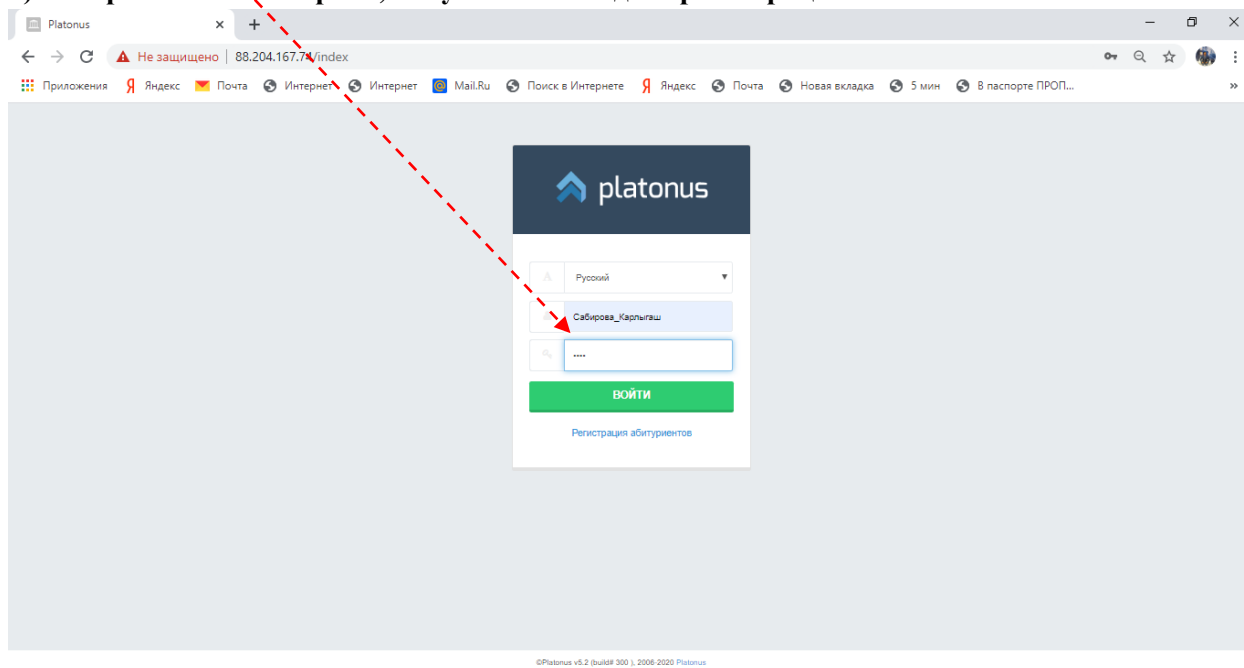 Platonus
Не защищено | 88.204.167.74/index
Приложения Яндекс Почта Интернет Интернет Mail.Ru Поиск в Интернете Яндекс Почта Новая вкладка 5 мин В паспорте ПРОП...
platonus
Русский
Сабирова_Карлыгаш
ВОЙТИ
Регистрация абитуриентов
©Platonus v5.2 (build# 300 ), 2006-2020 Platonus